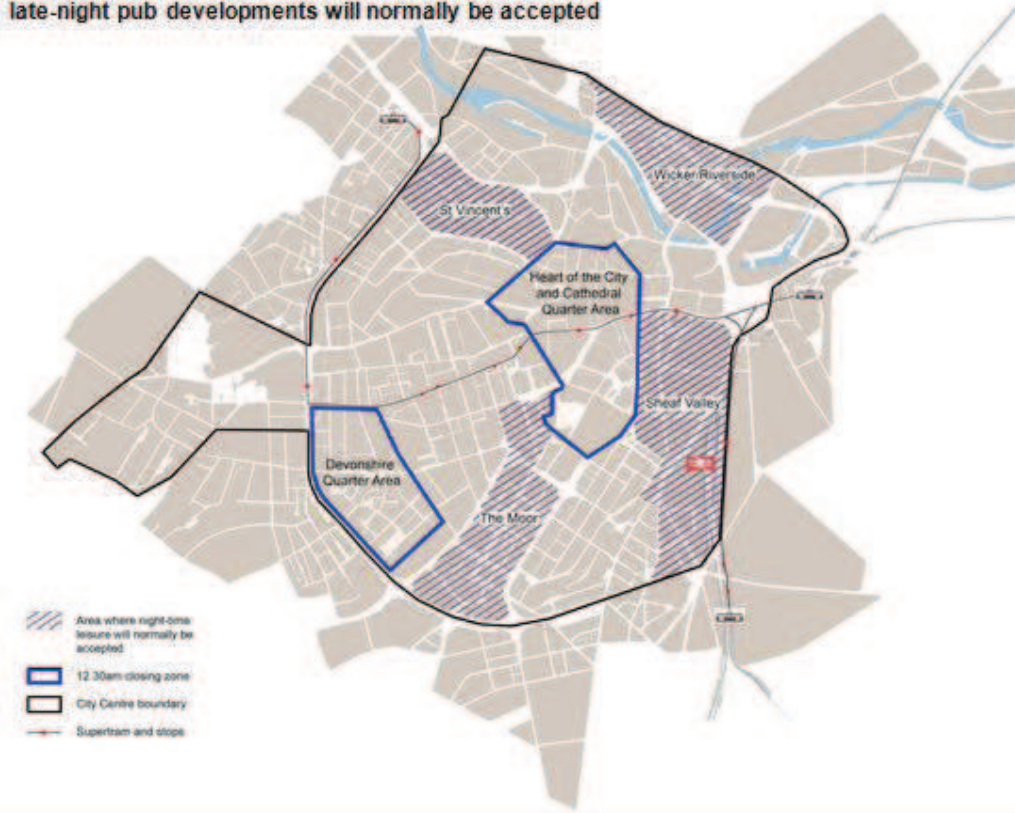 late-night pub developments will normally be accepted
Wicker/Riverside
St Vincent's
Heart of the City
and Cathedral
Quarter Area
Sheaf Valley
Devonshire
Quarter Area
The Moor
Area where night-time
leisure will normally be
accepted
12.30am closing zone
City Centre boundary
Supertram and stops